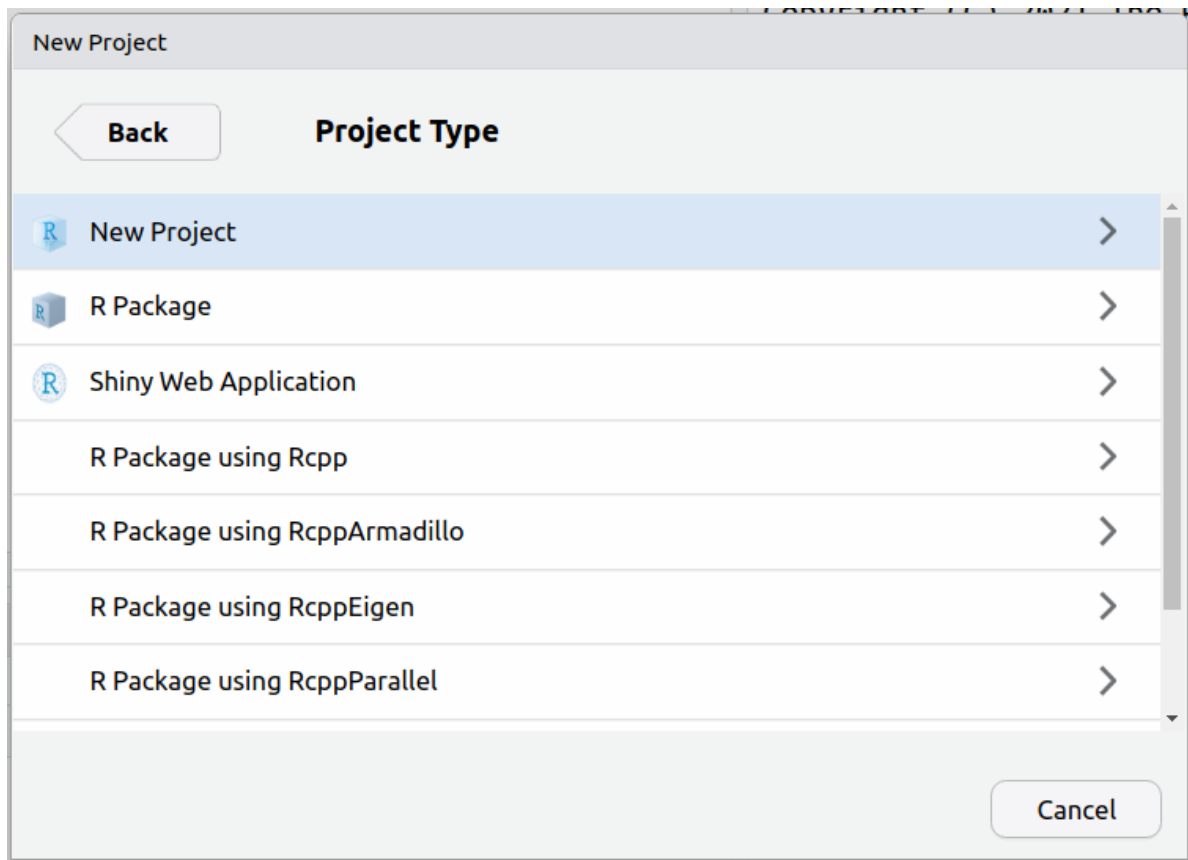 New Project
Back
Project Type
R New Project
R R Package
R Shiny Web Application
R Package using Rcpp
R Package using RcppArmadillo
R Package using RcppEigen
R Package using RcppParallel
Cancel